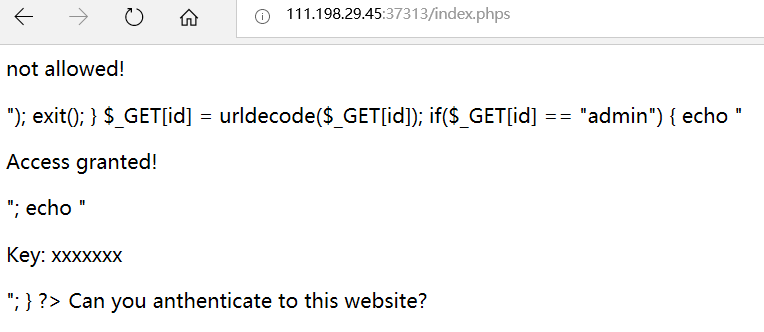 111.198.29.45:37313/index.phps
not allowed!
"); exit(); } $_GET[id] = urldecode($_GET[id]); if($_GET[id] == "admin") { echo "
Access granted!
"; echo "
Key: xxxxxxx
"; } ?> Can you anthenticate to this website?